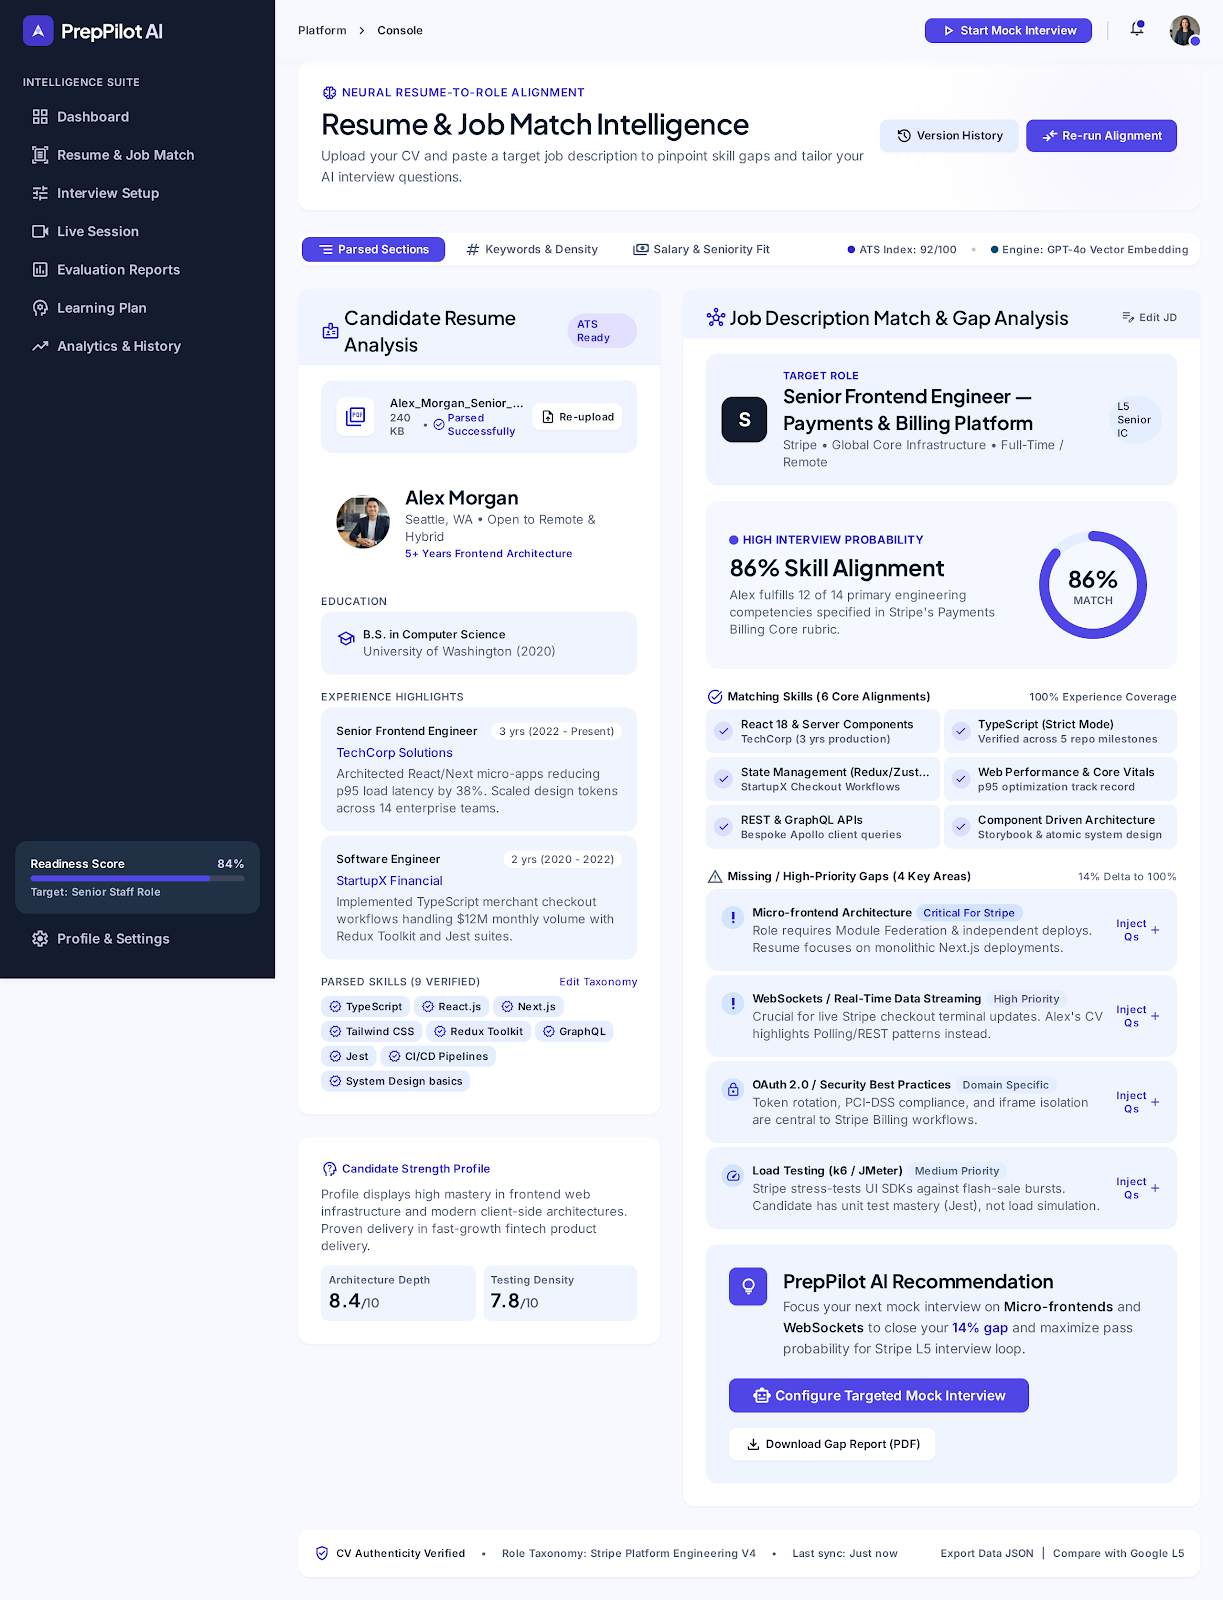 PrepPilot AI
INTELLIGENCE SUITE
Dashboard
Resume & Job Match
Interview Setup
Live Session
Evaluation Reports
Learning Plan
Analytics & History
Readiness Score 84%
Target: Senior Staff Role
Profile & Settings
Platform > Console
Start Mock Interview
NEURAL RESUME-TO-ROLE ALIGNMENT
Resume & Job Match Intelligence
Upload your CV and paste a target job description to pinpoint skill gaps and tailor your
AI interview questions.
Version History
Re-run Alignment
Parsed Sections
Keywords & Density
Salary & Seniority Fit
ATS Index: 92/100 • Engine: GPT-4o Vector Embedding
Candidate Resume
Analysis
ATS
Ready
PDF
Alex_Morgan_Senior_...
240
KB
•
Parsed
Successfully
Re-upload
Alex Morgan
Seattle, WA • Open to Remote &
Hybrid
5+ Years Frontend Architecture
EDUCATION
B.S. in Computer Science
University of Washington (2020)
EXPERIENCE HIGHLIGHTS
Senior Frontend Engineer 3 yrs (2022 - Present)
TechCorp Solutions
Architected React/Next micro-apps reducing
p95 load latency by 38%. Scaled design tokens
across 14 enterprise teams.
Software Engineer 2 yrs (2020 - 2022)
StartupX Financial
Implemented TypeScript merchant checkout
workflows handling $12M monthly volume with
Redux Toolkit and Jest suites.
PARSED SKILLS (9 VERIFIED) Edit Taxonomy
TypeScript React.js Next.js
Tailwind CSS Redux Toolkit GraphQL
Jest CI/CD Pipelines
System Design basics
Candidate Strength Profile
Profile displays high mastery in frontend web
infrastructure and modern client-side architectures.
Proven delivery in fast-growth fintech product
delivery.
Architecture Depth
8.4/10
Testing Density
7.8/10
Job Description Match & Gap Analysis
Edit JD
S
TARGET ROLE
Senior Frontend Engineer —
Payments & Billing Platform
Stripe • Global Core Infrastructure • Full-Time /
Remote
L5
Senior
IC
HIGH INTERVIEW PROBABILITY
86% Skill Alignment
Alex fulfills 12 of 14 primary engineering
competencies specified in Stripe's Payments
Billing Core rubric.
86%
MATCH
Matching Skills (6 Core Alignments) 100% Experience Coverage
React 18 & Server Components
TechCorp (3 yrs production)
TypeScript (Strict Mode)
Verified across 5 repo milestones
State Management (Redux/Zust...
StartupX Checkout Workflows
Web Performance & Core Vitals
p95 optimization track record
REST & GraphQL APIs
Bespoke Apollo client queries
Component Driven Architecture
Storybook & atomic system design
Missing / High-Priority Gaps (4 Key Areas) 14% Delta to 100%
Micro-frontend Architecture Critical For Stripe
Role requires Module Federation & independent deploys.
Resume focuses on monolithic Next.js deployments.
Inject
Qs +
WebSockets / Real-Time Data Streaming High Priority
Crucial for live Stripe checkout terminal updates. Alex's CV
highlights Polling/REST patterns instead.
Inject
Qs +
OAuth 2.0 / Security Best Practices Domain Specific
Token rotation, PCI-DSS compliance, and iframe isolation
are central to Stripe Billing workflows.
Inject
Qs +
Load Testing (k6 / JMeter) Medium Priority
Stripe stress-tests UI SDKs against flash-sale bursts.
Candidate has unit test mastery (Jest), not load simulation.
Inject
Qs +
PrepPilot AI Recommendation
Focus your next mock interview on Micro-frontends and
WebSockets to close your 14% gap and maximize pass
probability for Stripe L5 interview loop.
Configure Targeted Mock Interview
Download Gap Report (PDF)
CV Authenticity Verified • Role Taxonomy: Stripe Platform Engineering V4 • Last sync: Just now
Export Data JSON | Compare with Google L5